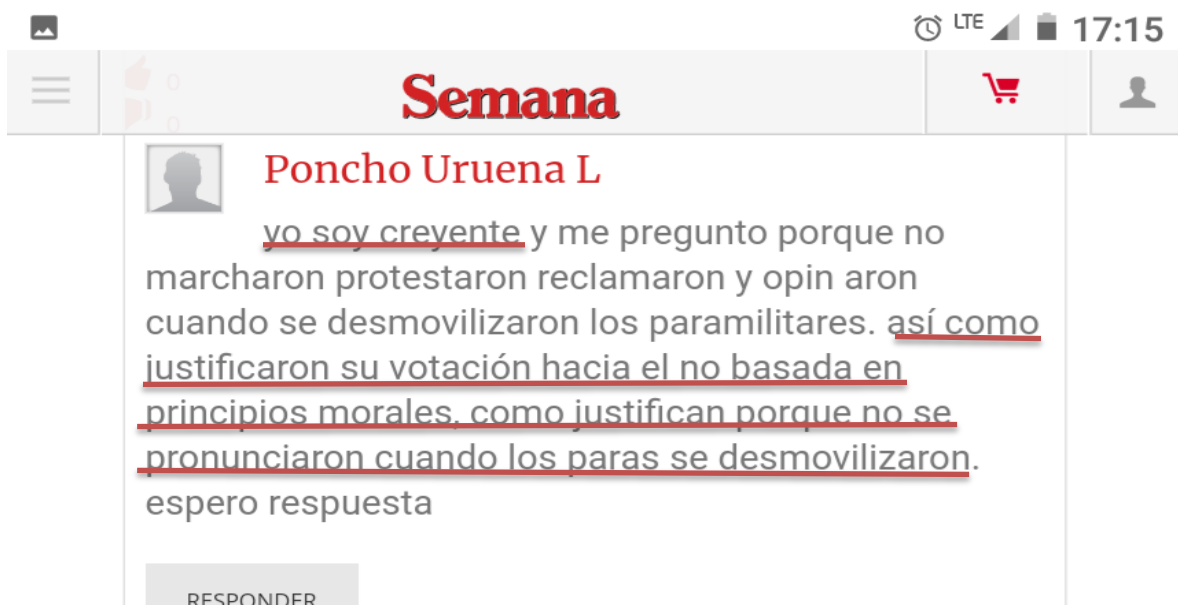 LTE 17:15
0
Semana
0
Poncho Uruena L
yo soy creyente y me pregunto porque no
marcharon protestaron reclamaron y opin aron
cuando se desmovilizaron los paramilitares. así como
justificaron su votación hacia el no basada en
principios morales, como justifican porque no se
pronunciaron cuando los paras se desmovilizaron.
espero respuesta
RESPONDER